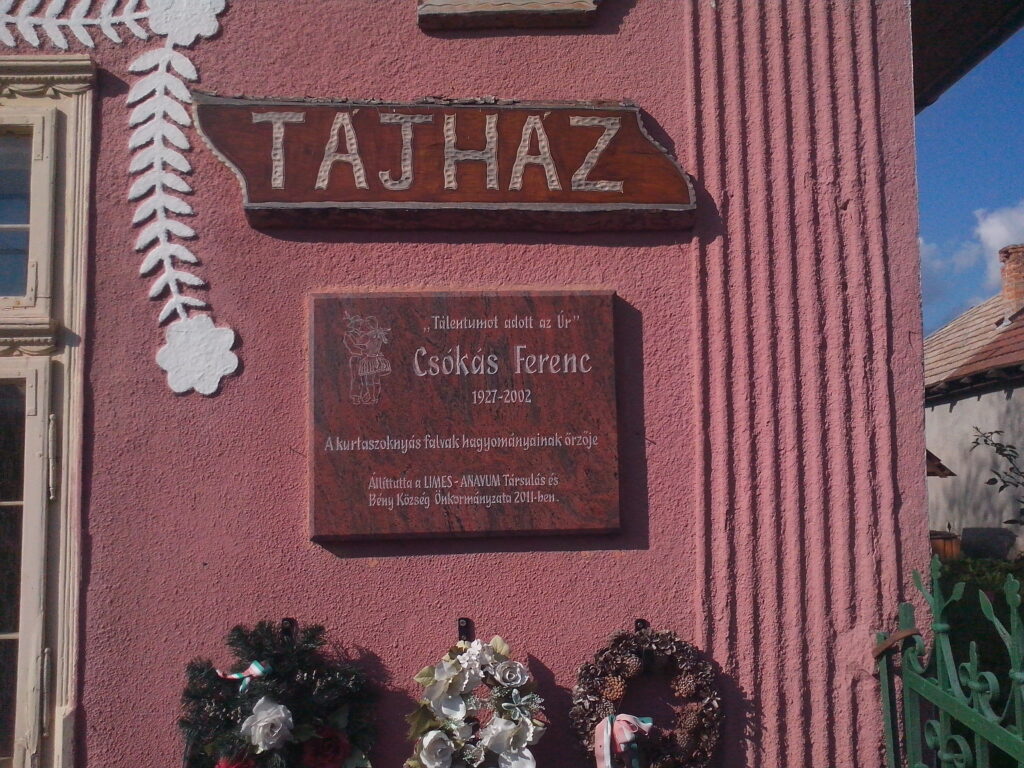 TÁJHÁZ
„Tálentumot adott az Úr”
Csókás Ferenc
1927-2002
A kurtaszoknyás falvak hagyományainak őrzője
Állíttatta a LIMES - ANAVUM Társulás és
Bény Község Önkormányzata 2011-ben.